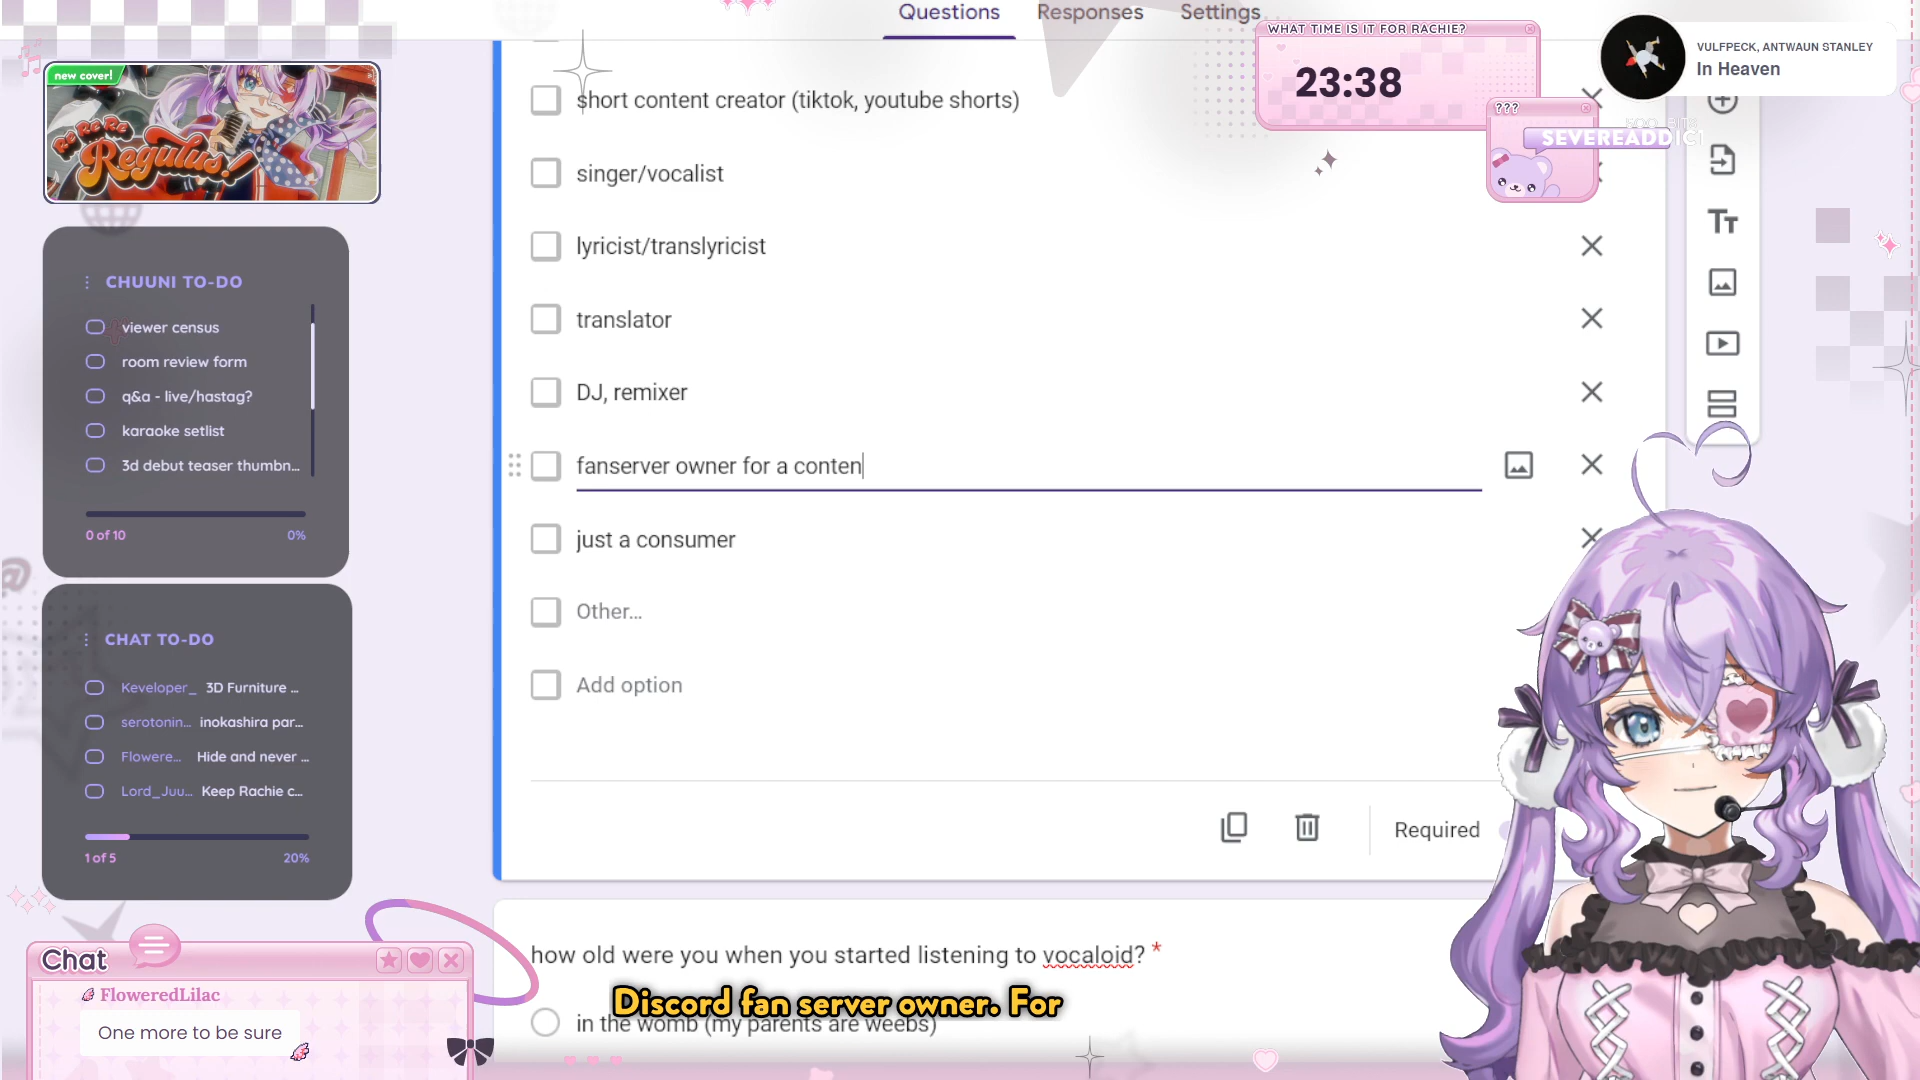 Questions
Responses
Settings
WHAT TIME IS IT FOR RACHIE?
23:38
VULFPECK, ANTWAUN STANLEY
In Heaven
???
500 BITS
SEVEREADDIC
new cover!
Re Re Re
Regulus!
CHUUNI TO-DO
viewer census
room review form
q&a - live/hastag?
karaoke setlist
3d debut teaser thumbn...
0 of 10
0%
CHAT TO-DO
Keveloper_ 3D Furniture ...
serotonin... inokashira par...
Flowere... Hide and never ...
Lord_Juu... Keep Rachie c...
1 of 5
20%
Chat
FloweredLilac
One more to be sure
short content creator (tiktok, youtube shorts)
singer/vocalist
lyricist/translyricist
translator
DJ, remixer
fanserver owner for a conten
just a consumer
Other...
Add option
Required
how old were you when you started listening to vocaloid? *
Discord fan server owner. For
in the womb (my parents are weebs)